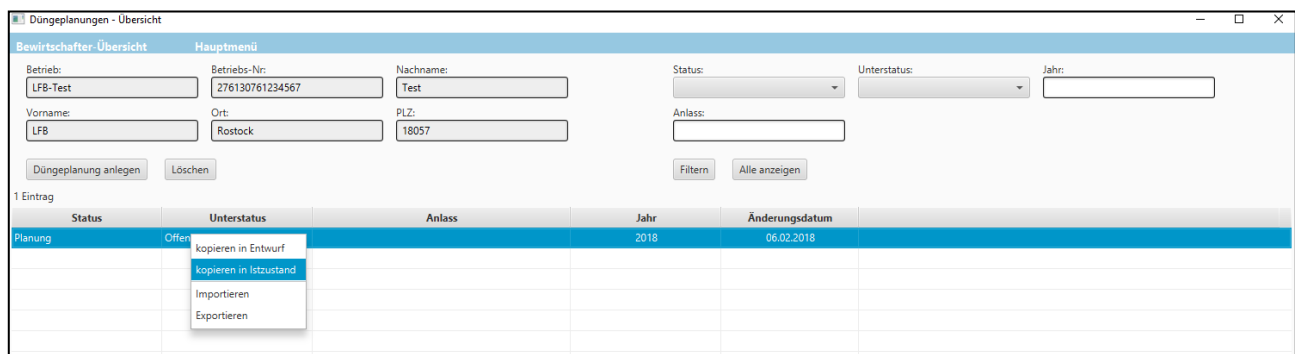 Düngeplanungen - Übersicht
Bewirtschafter-Übersicht Hauptmenü
Betrieb: Betriebs-Nr: Nachname: Status: Unterstatus: Jahr:
LFB-Test 276130761234567 Test
Vorname: Ort: PLZ: Anlass:
LFB Rostock 18057
Düngeplanung anlegen Löschen Filtern Alle anzeigen
1 Eintrag
Status Unterstatus Anlass Jahr Änderungsdatum
Planung Offen 2018 06.02.2018
kopieren in Entwurf
kopieren in Istzustand
Importieren
Exportieren